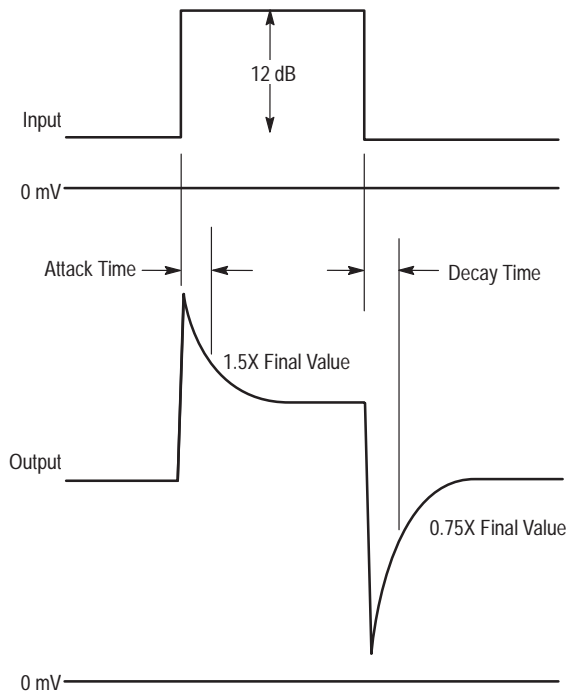 12 dB
Input
0 mV
Attack Time
Decay Time
1.5X Final Value
Output
0.75X Final Value
0 mV